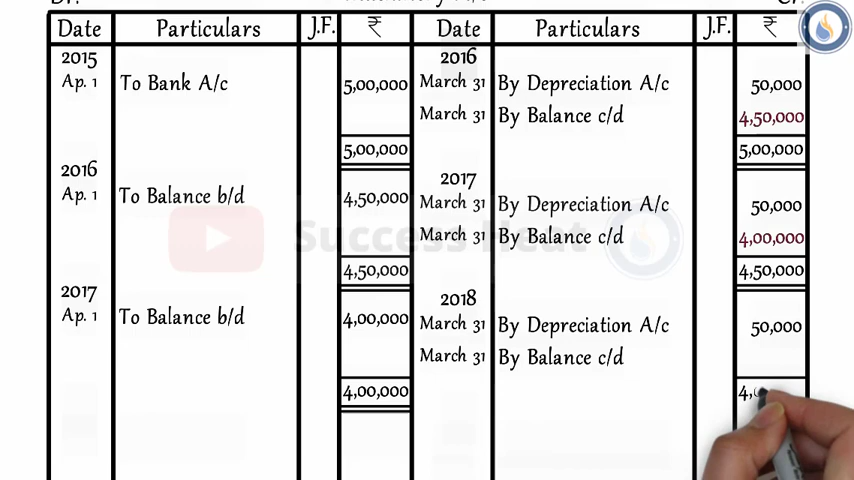 Date Particulars J.F. ₹ Date Particulars J.F. ₹
2015 2016
Ap. 1 To Bank A/c 5,00,000 March 31 By Depreciation A/c 50,000
March 31 By Balance c/d 4,50,000
5,00,000 5,00,000
2016 2017
Ap. 1 To Balance b/d 4,50,000 March 31 By Depreciation A/c 50,000
March 31 By Balance c/d 4,00,000
4,50,000 4,50,000
2017 2018
Ap. 1 To Balance b/d 4,00,000 March 31 By Depreciation A/c 50,000
March 31 By Balance c/d
4,00,000
Success Heat